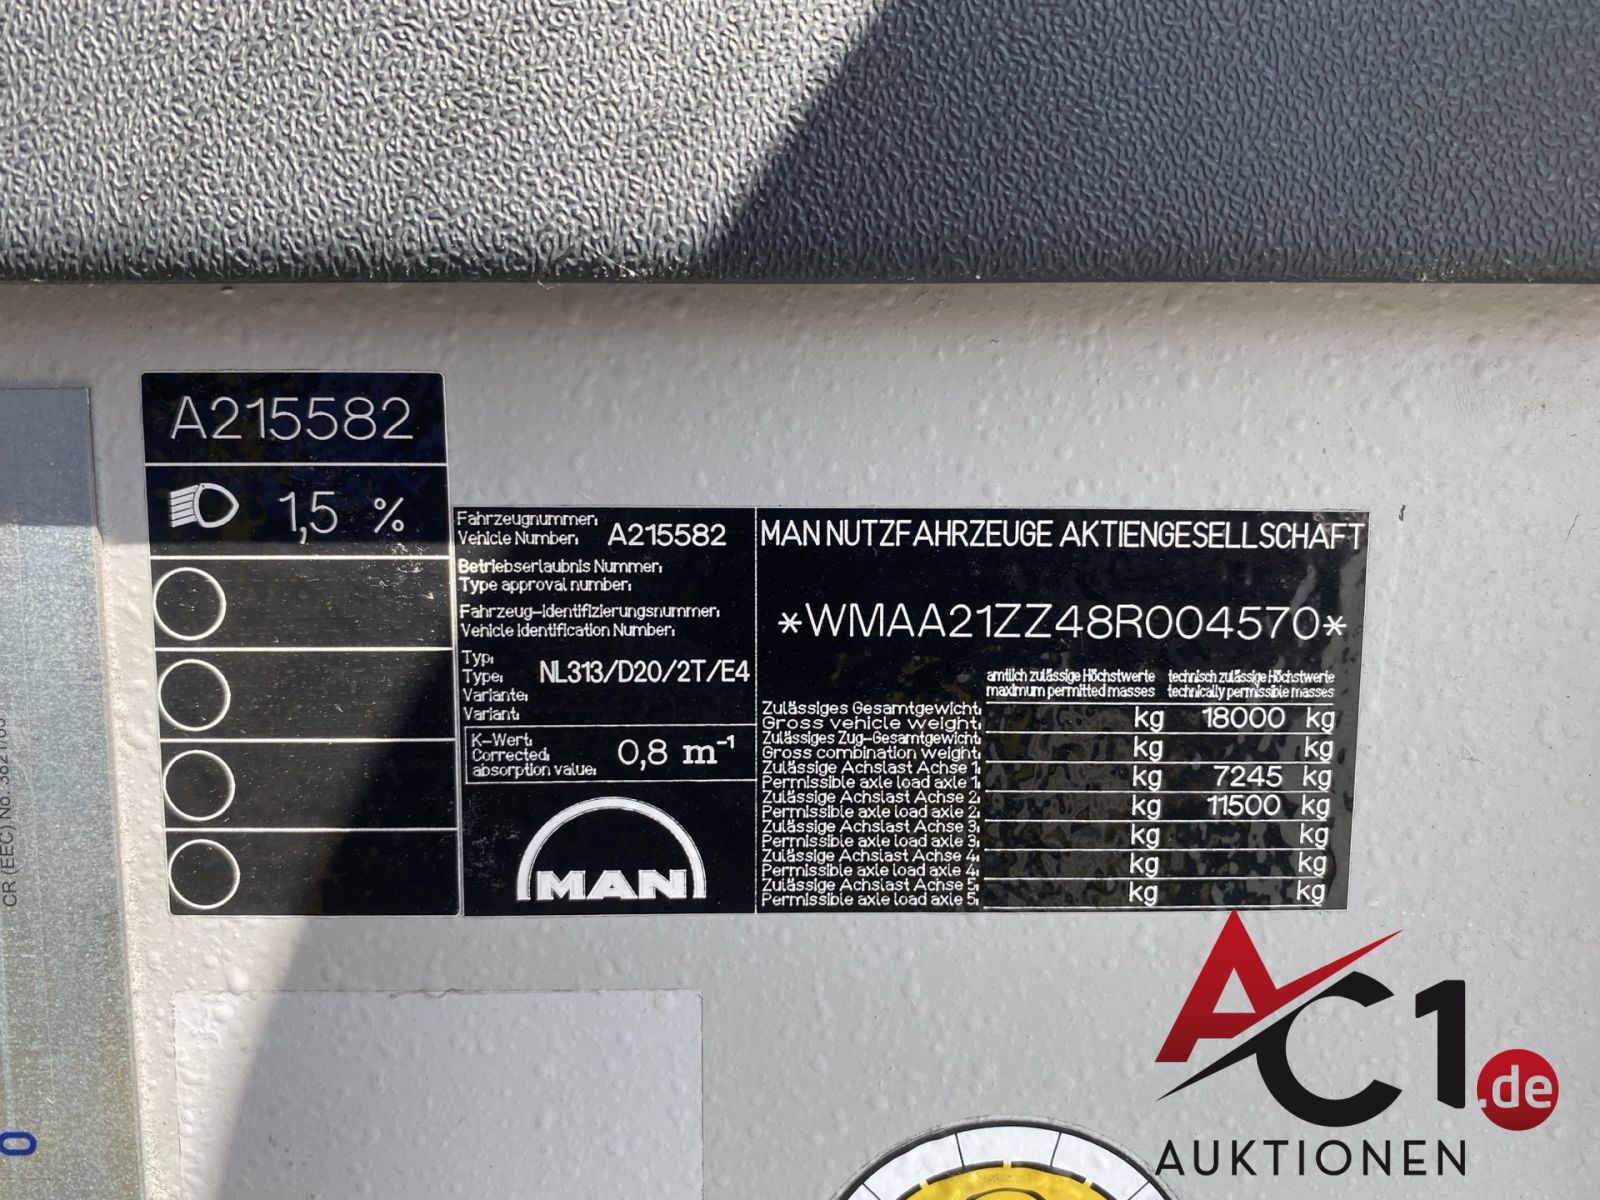 A215582
1,5 %
Fahrzeugnummer:
Vehicle Number: A215582
Betriebserlaubnis Nummer:
Type approval number:
Fahrzeug-Identifizierungsnummer:
Vehicle Identification Number:
Typ:
Type: NL313/D20/2T/E4
Variante:
Variant:
K-Wert:
Corrected:
absorption value: 0,8 m⁻¹
MAN
MAN NUTZFAHRZEUGE AKTIENGESELLSCHAFT
*WMAA21ZZ48R004570*
amtlich zulässige Höchstwerte technisch zulässige Höchstwerte
maximum permitted masses technically permissible masses
Zulässiges Gesamtgewicht:
Gross vehicle weight: kg 18000 kg
Zulässiges Zug-Gesamtgewicht:
Gross combination weight: kg kg
Zulässige Achslast Achse 1:
Permissible axle load axle 1: kg 7245 kg
Zulässige Achslast Achse 2:
Permissible axle load axle 2: kg 11500 kg
Zulässige Achslast Achse 3:
Permissible axle load axle 3: kg kg
Zulässige Achslast Achse 4:
Permissible axle load axle 4: kg kg
Zulässige Achslast Achse 5:
Permissible axle load axle 5: kg kg
AC1.de
AUKTIONEN